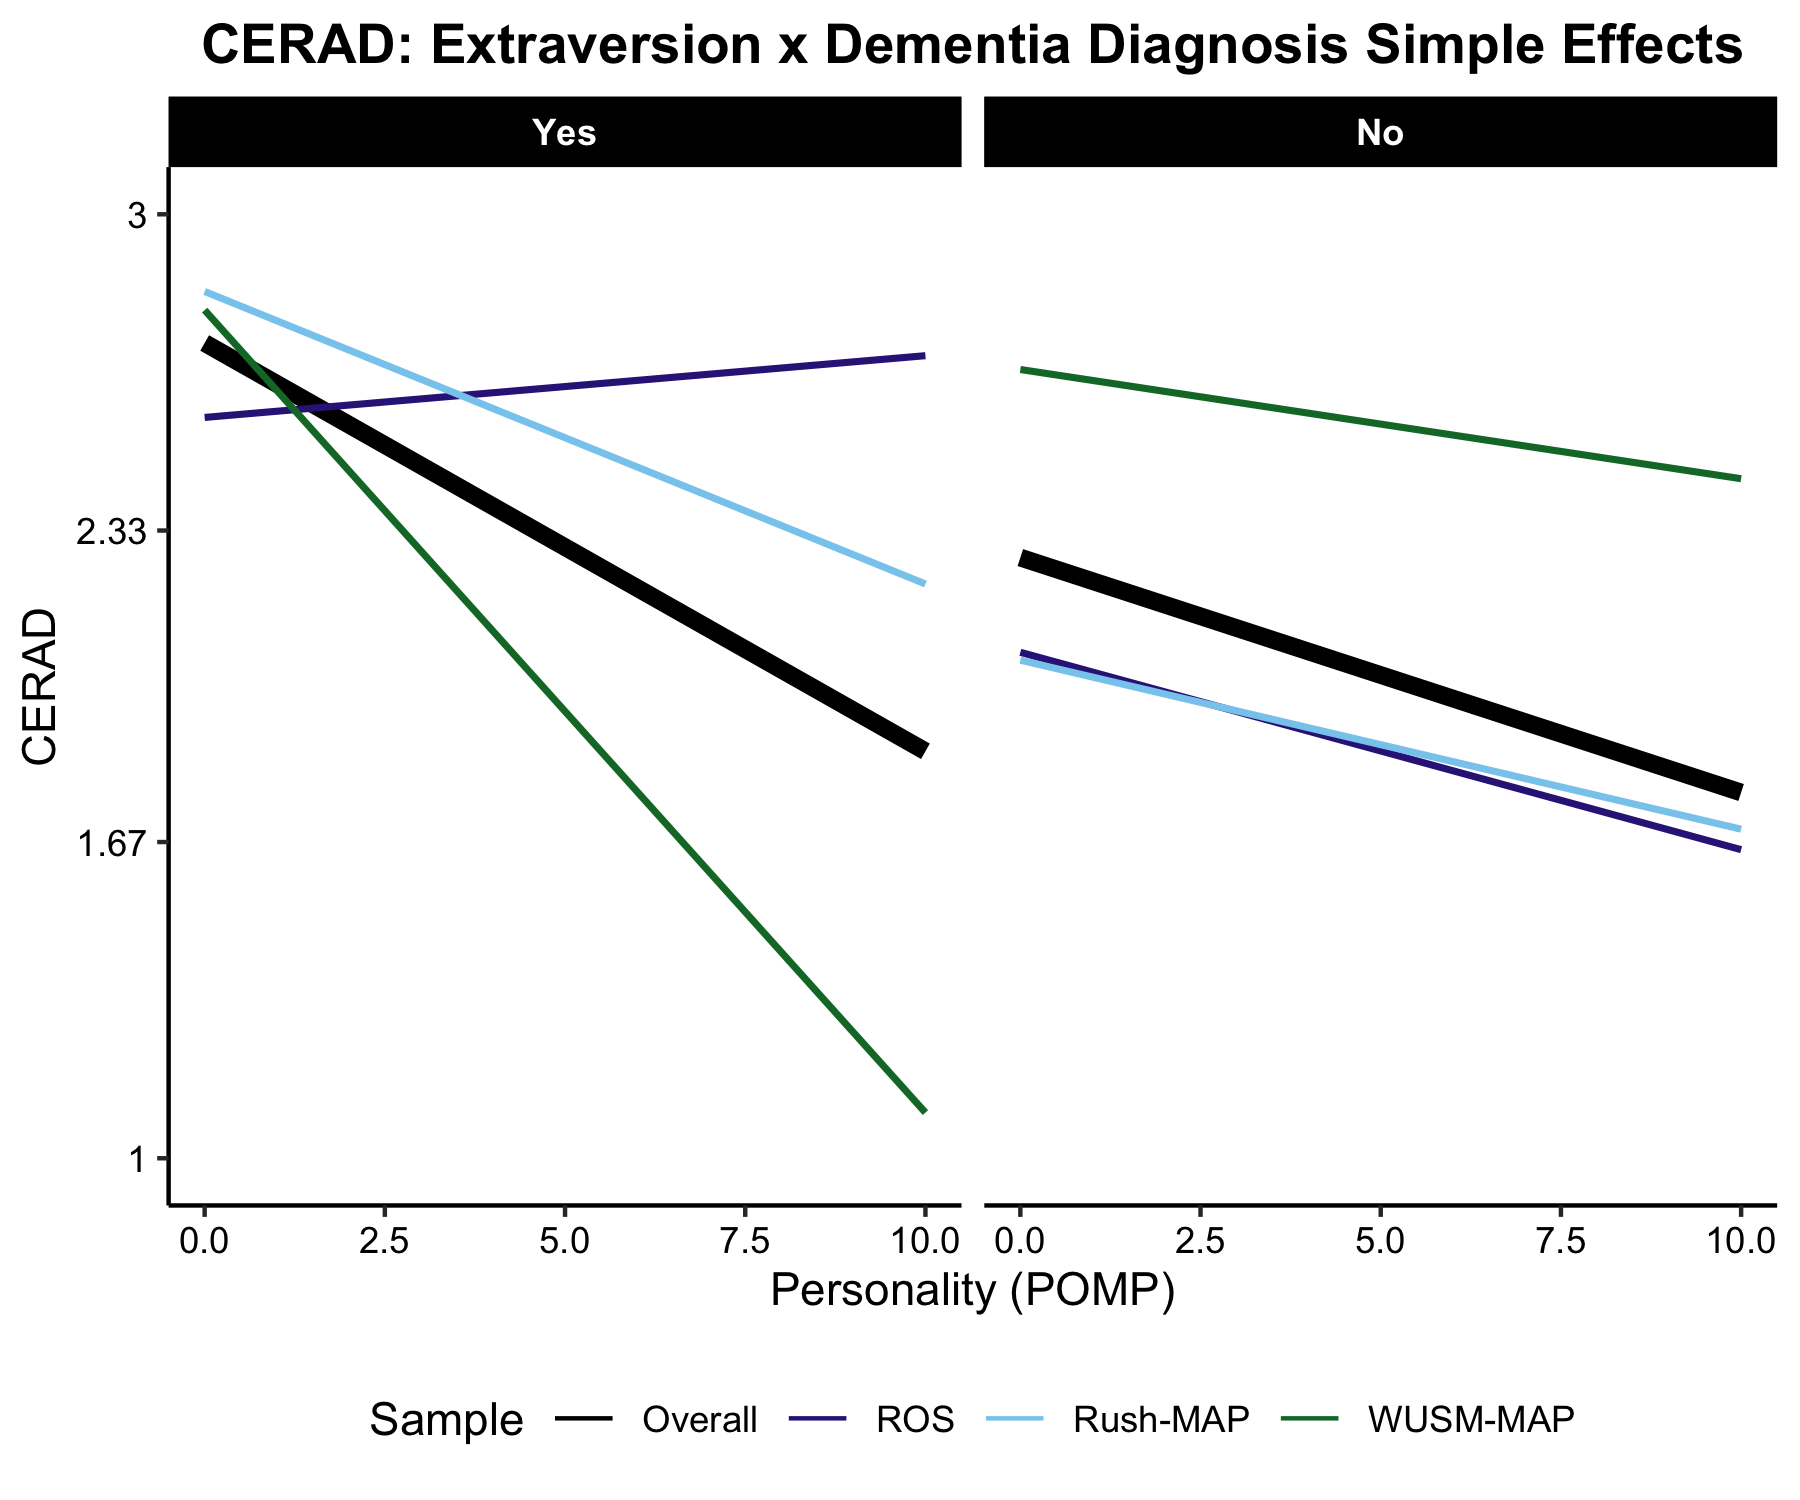 CERAD: Extraversion x Dementia Diagnosis Simple Effects
Yes
No
3
2.33
1.67
1
CERAD
0.0 2.5 5.0 7.5 10.0 0.0 2.5 5.0 7.5 10.0
Personality (POMP)
Sample Overall ROS Rush-MAP WUSM-MAP